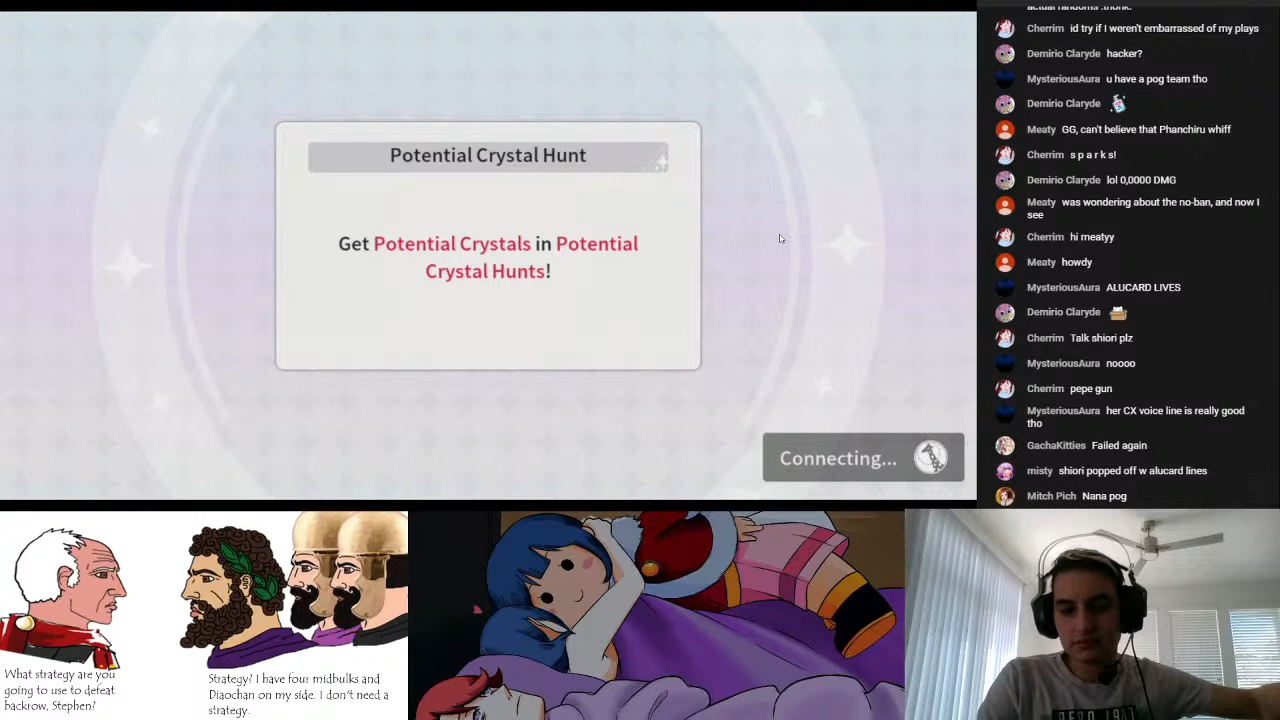 Potential Crystal Hunt
Get Potential Crystals in Potential
Crystal Hunts!
Connecting...
actual randoms :thonk:
Cherrim id try if I weren't embarrassed of my plays
Demirio Claryde hacker?
MysteriousAura u have a pog team tho
Demirio Claryde
Meaty GG, can't believe that Phanchiru whiff
Cherrim s p a r k s!
Demirio Claryde lol 0,0000 DMG
Meaty was wondering about the no-ban, and now I
see
Cherrim hi meatyy
Meaty howdy
MysteriousAura ALUCARD LIVES
Demirio Claryde
Cherrim Talk shiori plz
MysteriousAura noooo
Cherrim pepe gun
MysteriousAura her CX voice line is really good
tho
GachaKitties Failed again
misty shiori popped off w alucard lines
Mitch Pich Nana pog
What strategy are you
going to use to defeat
backrow, Stephen?
Strategy? I have four midbulks and
Diaochan on my side. I don't need a
strategy.